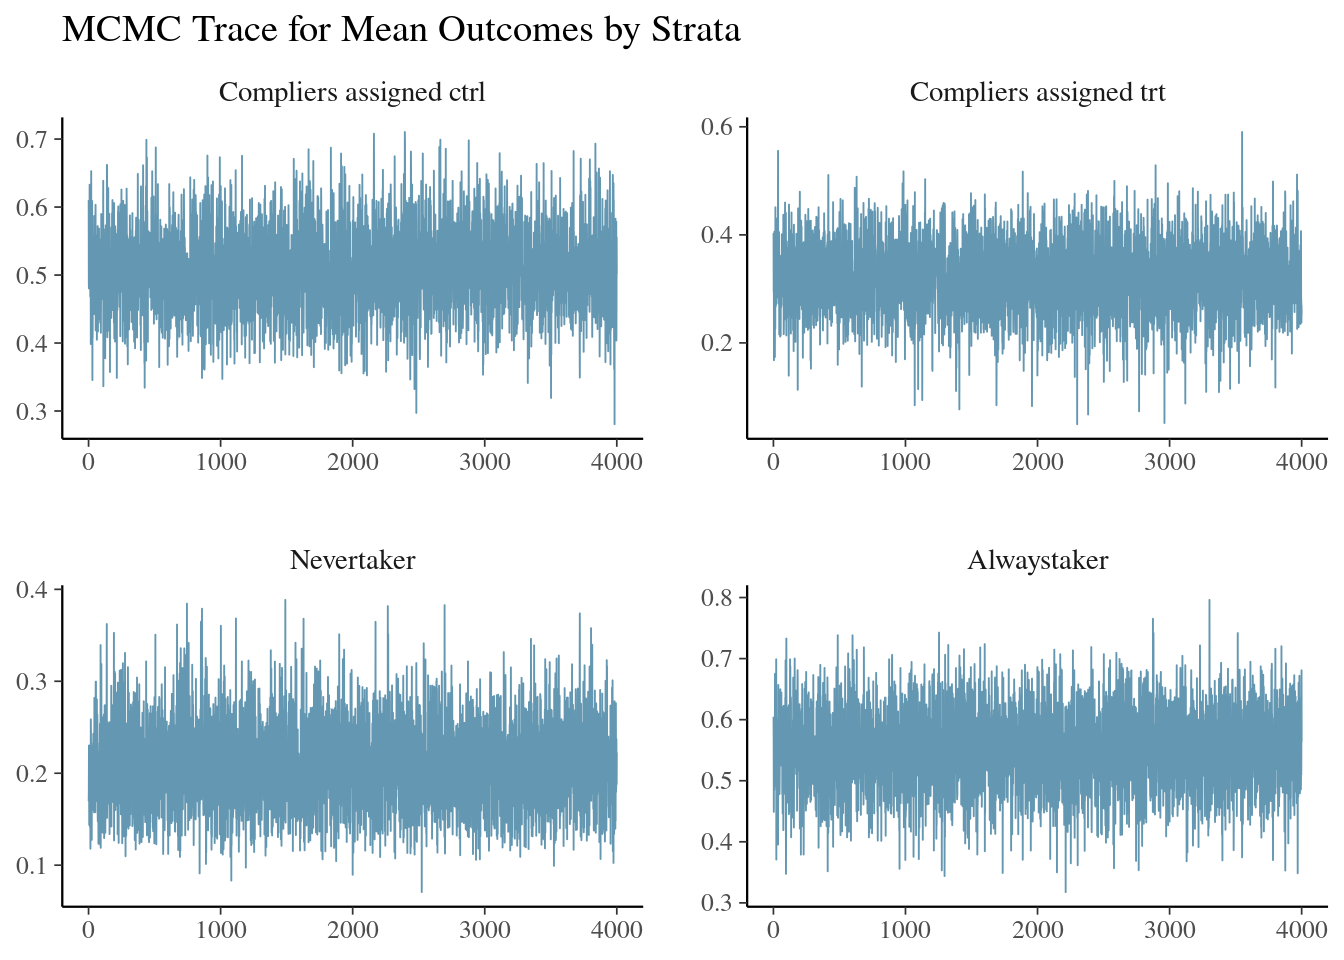 MCMC Trace for Mean Outcomes by Strata
Compliers assigned ctrl
0.7
0.6
0.5
0.4
0.3
0 1000 2000 3000 4000
Compliers assigned trt
0.6
0.4
0.2
0 1000 2000 3000 4000
Nevertaker
0.4
0.3
0.2
0.1
0 1000 2000 3000 4000
Alwaystaker
0.8
0.7
0.6
0.5
0.4
0.3
0 1000 2000 3000 4000